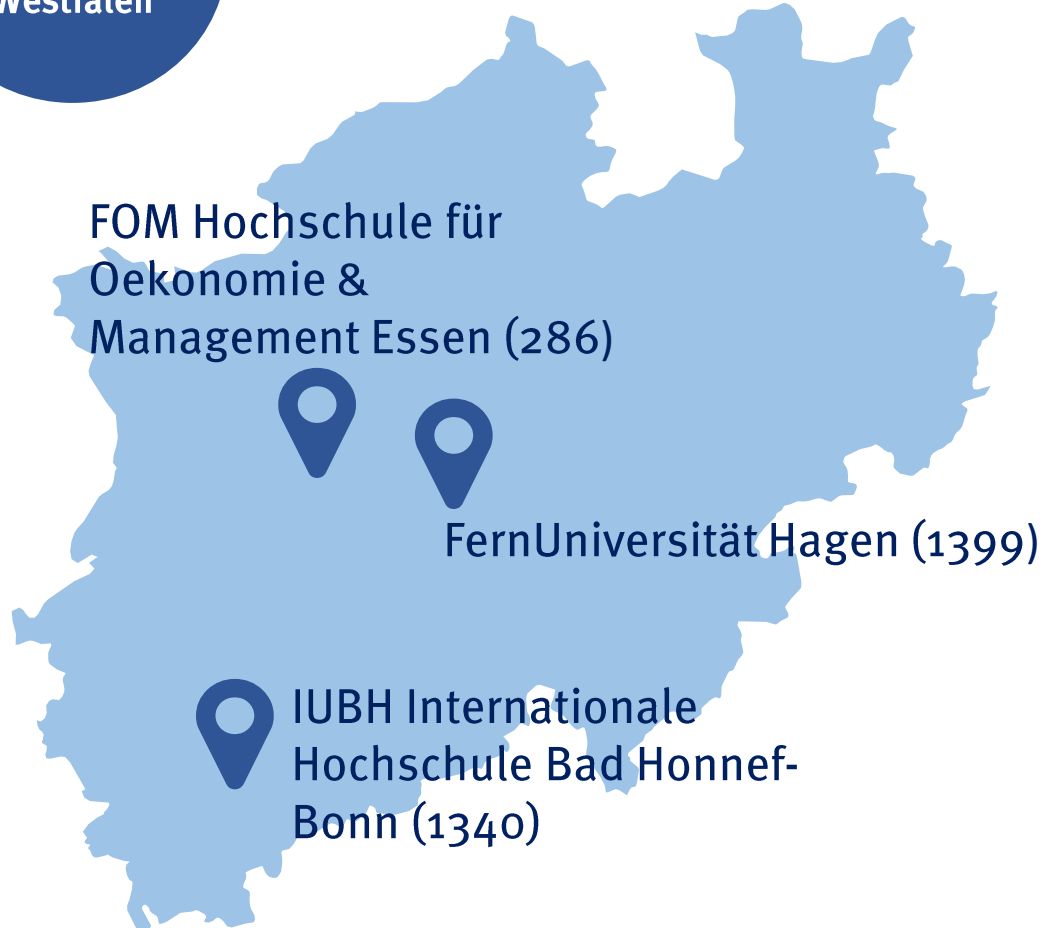 Westfalen
FOM Hochschule für
Oekonomie &
Management Essen (286)
FernUniversität Hagen (1399)
IUBH Internationale
Hochschule Bad Honnef-
Bonn (1340)